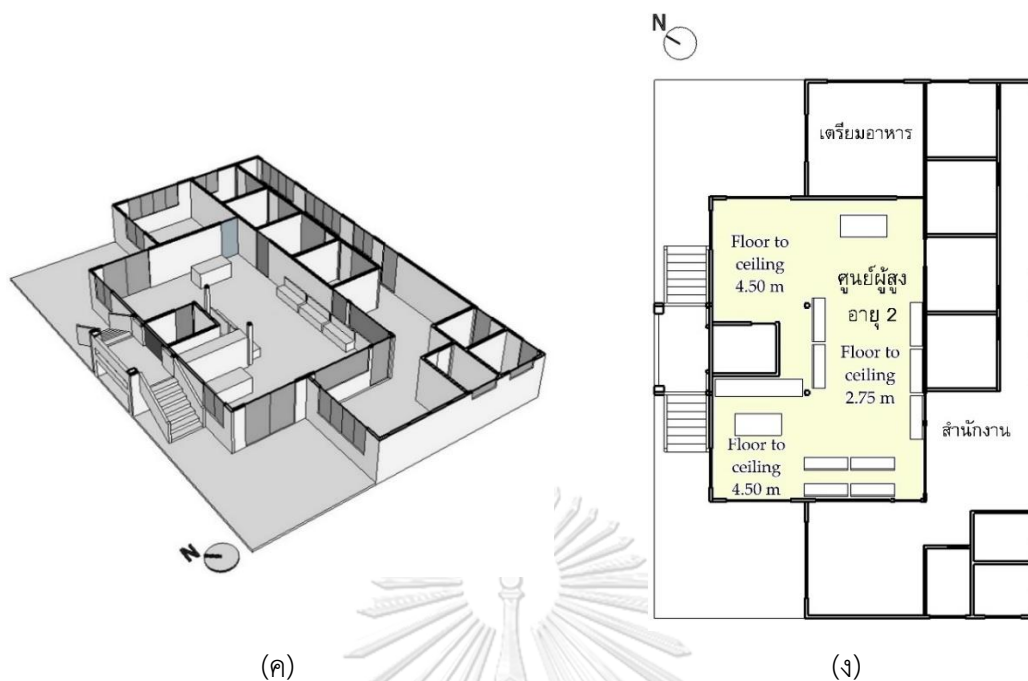 N
เตรียมอาหาร
Floor to
ceiling
4.50 m
ศูนย์ผู้สูง
อายุ 2
Floor to
ceiling
2.75 m
สำนักงาน
Floor to
ceiling
4.50 m
N
(ค)
(ง)